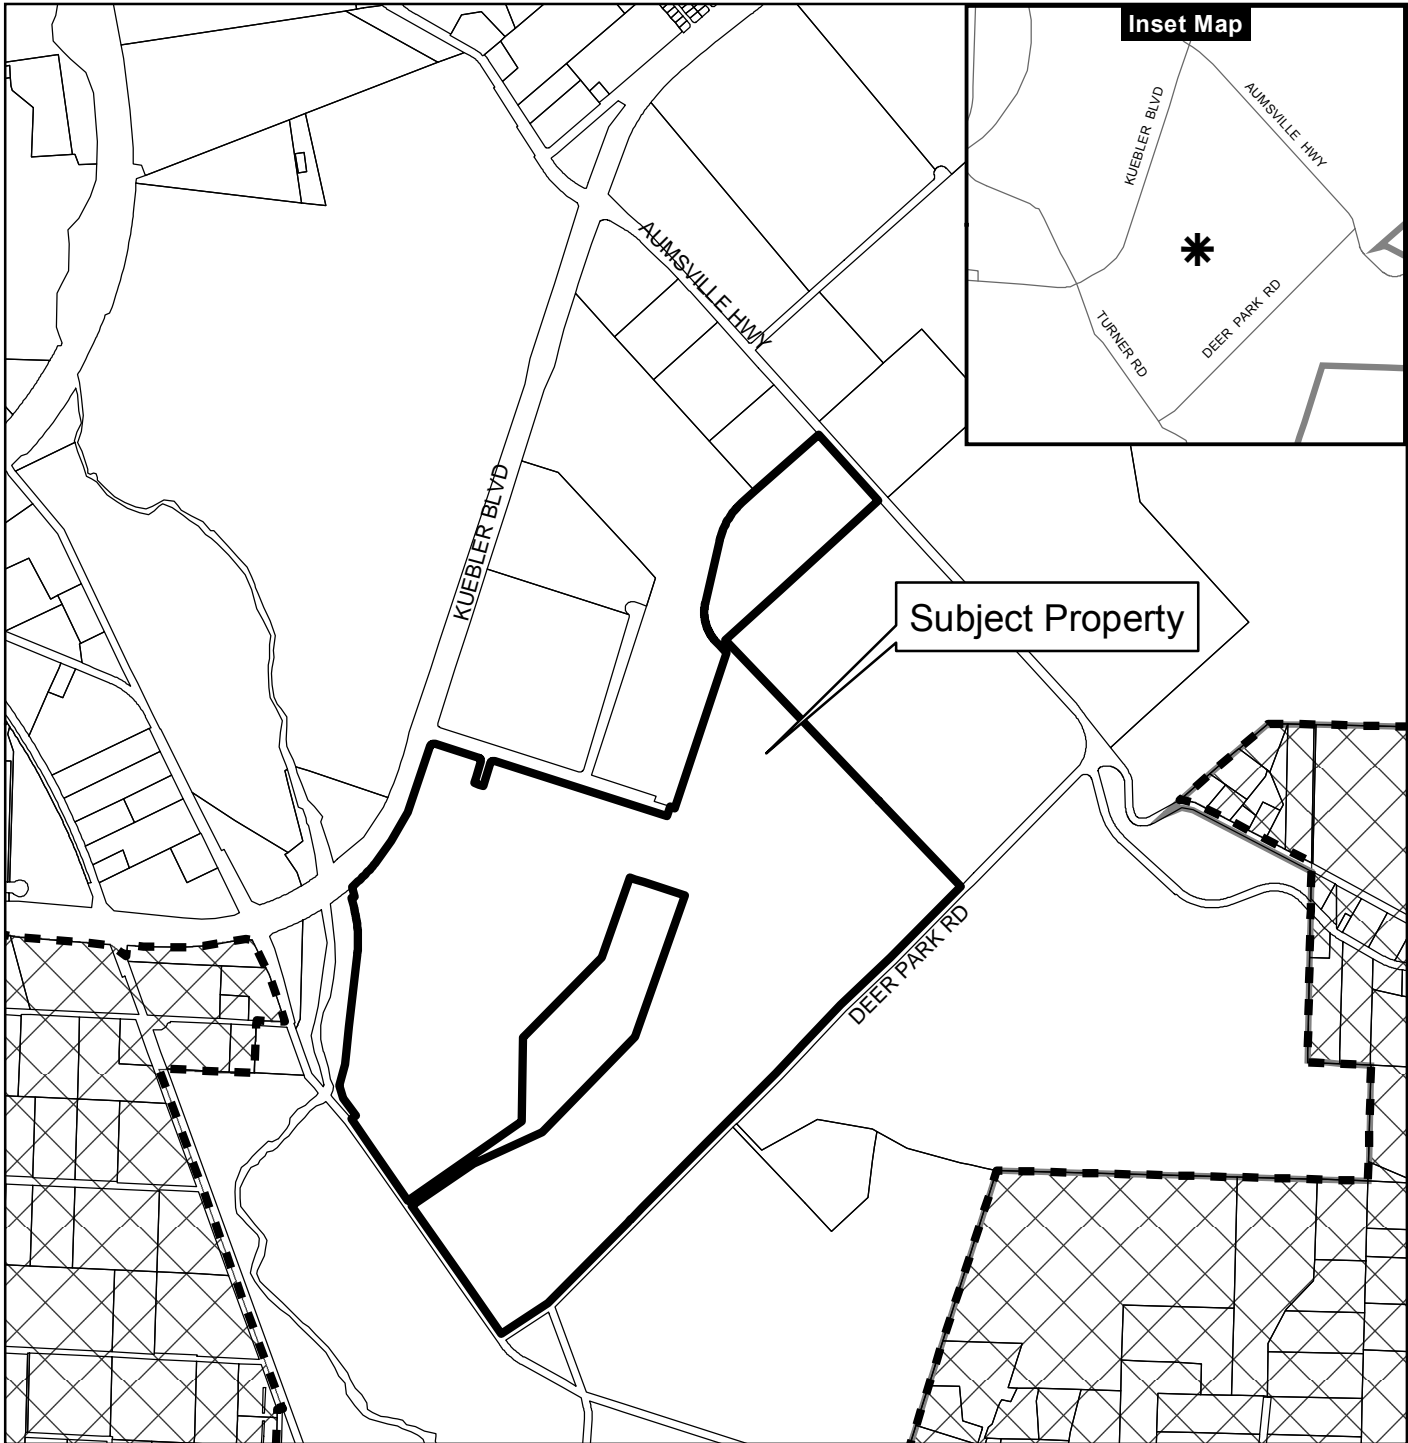 Inset Map
KUEBLER BLVD
AUMSVILLE HWY
TURNER RD
DEER PARK RD
AUMSVILLE HWY
KUEBLER BLVD
Subject Property
DEER PARK RD